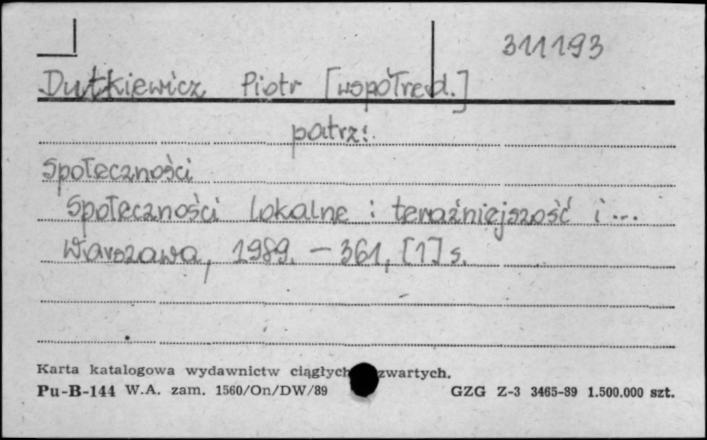 311193
Dutkiewicz Piotr [współred.]
patrz:
Społeczności
Społeczności lokalne : teraźniejszość i...
Warszawa, 1989. - 361, [1] s.
Karta katalogowa wydawnictw ciągłych zwartych.
Pu-B-144 W.A. zam. 1560/On/DW/89 GZG Z-3 3465-89 1.500.000 szt.